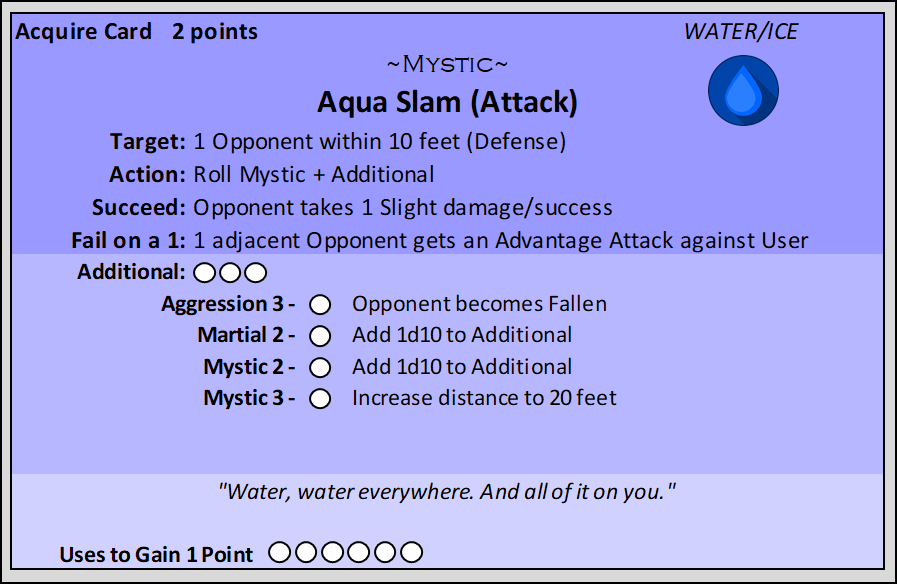 Acquire Card 2 points WATER/ICE
~Mystic~
Aqua Slam (Attack)
Target: 1 Opponent within 10 feet (Defense)
Action: Roll Mystic + Additional
Succeed: Opponent takes 1 Slight damage/success
Fail on a 1: 1 adjacent Opponent gets an Advantage Attack against User
Additional:
Aggression 3 - Opponent becomes Fallen
Martial 2 - Add 1d10 to Additional
Mystic 2 - Add 1d10 to Additional
Mystic 3 - Increase distance to 20 feet
"Water, water everywhere. And all of it on you."
Uses to Gain 1 Point